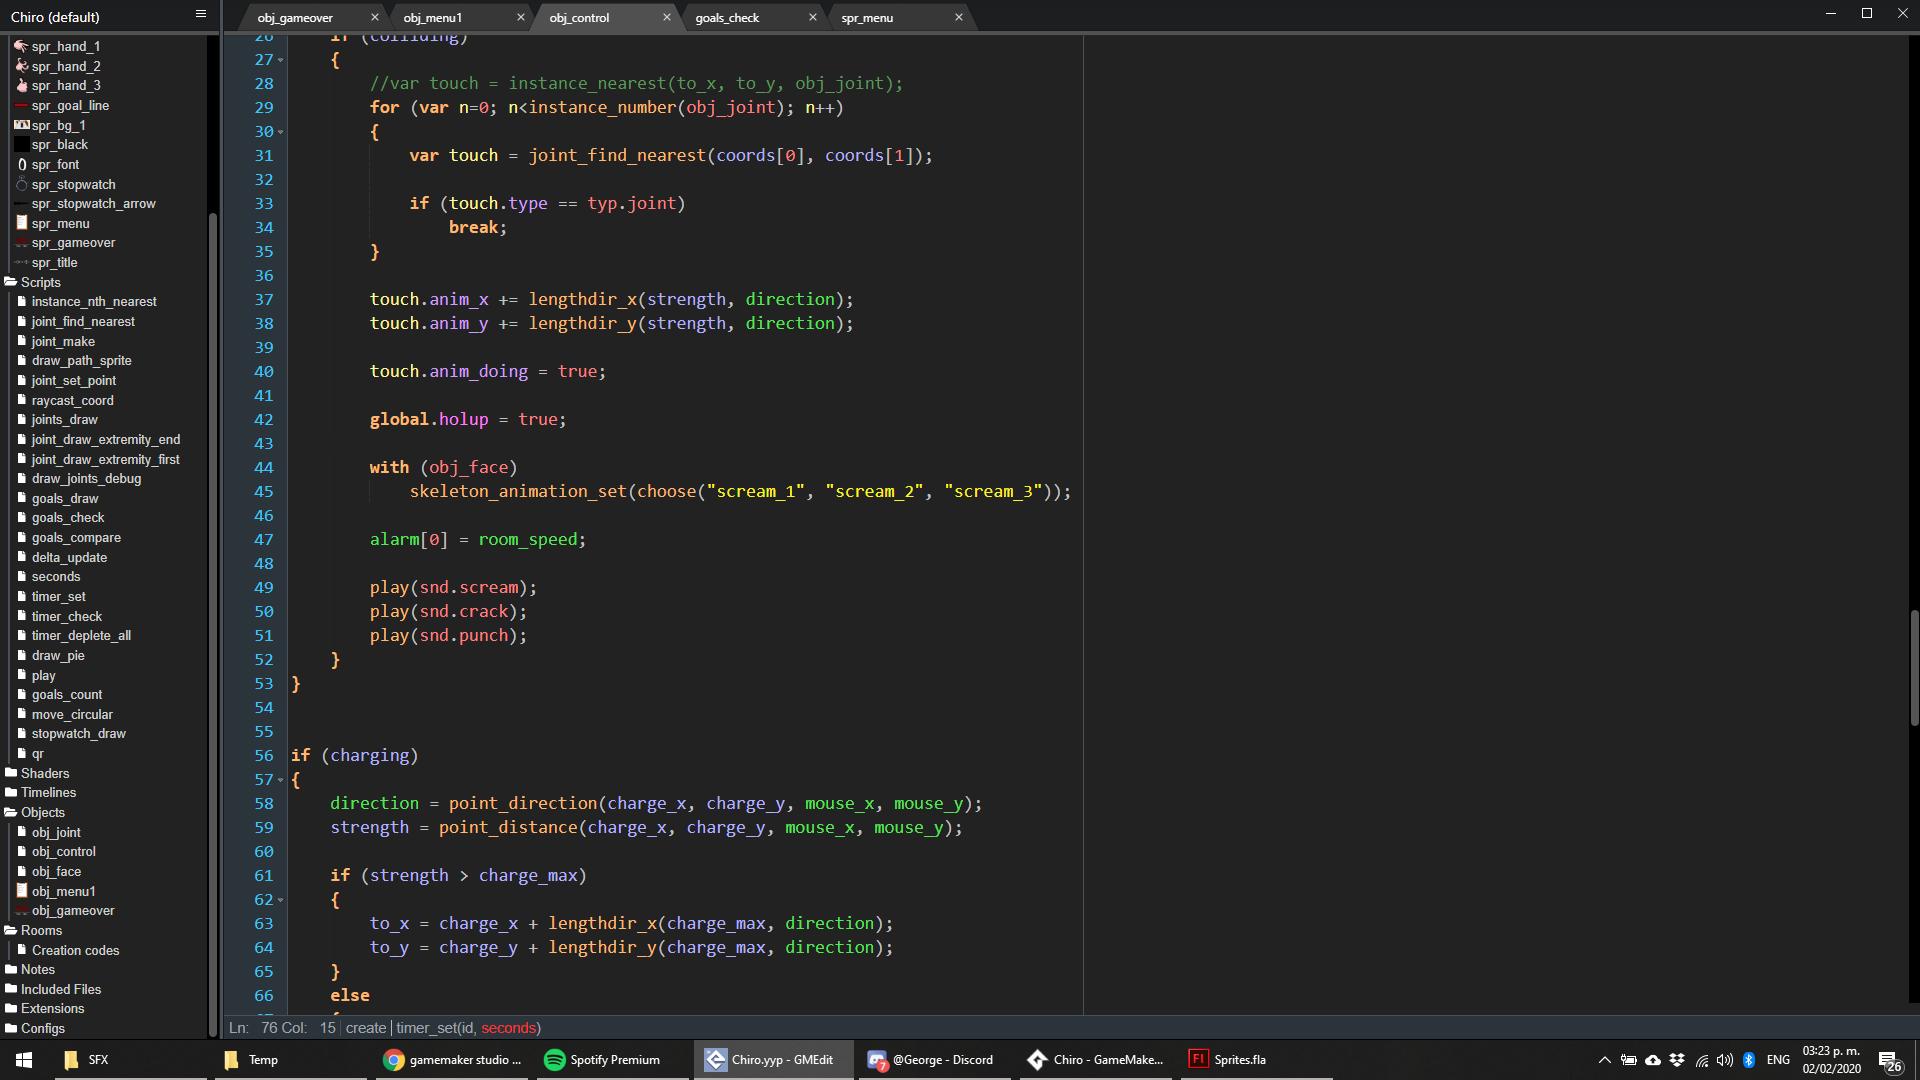 Chiro (default)
obj_gameover
obj_menu1
obj_control
goals_check
spr_menu
spr_hand_1
spr_hand_2
spr_hand_3
spr_goal_line
spr_bg_1
spr_black
spr_font
spr_stopwatch
spr_stopwatch_arrow
spr_menu
spr_gameover
spr_title
Scripts
instance_nth_nearest
joint_find_nearest
joint_make
draw_path_sprite
joint_set_point
raycast_coord
joints_draw
joint_draw_extremity_end
joint_draw_extremity_first
draw_joints_debug
goals_draw
goals_check
goals_compare
delta_update
seconds
timer_set
timer_check
timer_deplete_all
draw_pie
play
goals_count
move_circular
stopwatch_draw
qr
Shaders
Timelines
Objects
obj_joint
obj_control
obj_face
obj_menu1
obj_gameover
Rooms
Creation codes
Notes
Included Files
Extensions
Configs
26 if (colliding)
27 {
28 //var touch = instance_nearest(to_x, to_y, obj_joint);
29 for (var n=0; n<instance_number(obj_joint); n++)
30 {
31 var touch = joint_find_nearest(coords[0], coords[1]);
32
33 if (touch.type == typ.joint)
34 break;
35 }
36
37 touch.anim_x += lengthdir_x(strength, direction);
38 touch.anim_y += lengthdir_y(strength, direction);
39
40 touch.anim_doing = true;
41
42 global.holup = true;
43
44 with (obj_face)
45 skeleton_animation_set(choose("scream_1", "scream_2", "scream_3"));
46
47 alarm[0] = room_speed;
48
49 play(snd.scream);
50 play(snd.crack);
51 play(snd.punch);
52 }
53 }
54
55
56 if (charging)
57 {
58 direction = point_direction(charge_x, charge_y, mouse_x, mouse_y);
59 strength = point_distance(charge_x, charge_y, mouse_x, mouse_y);
60
61 if (strength > charge_max)
62 {
63 to_x = charge_x + lengthdir_x(charge_max, direction);
64 to_y = charge_y + lengthdir_y(charge_max, direction);
65 }
66 else
Ln: 76 Col: 15 create timer_set(id, seconds)
SFX
Temp
gamemaker studio ...
Spotify Premium
Chiro.yyp - GMEdit
7
@George - Discord
Chiro - GameMake...
Fl
Sprites.fla
ENG
03:23 p. m.
02/02/2020
26